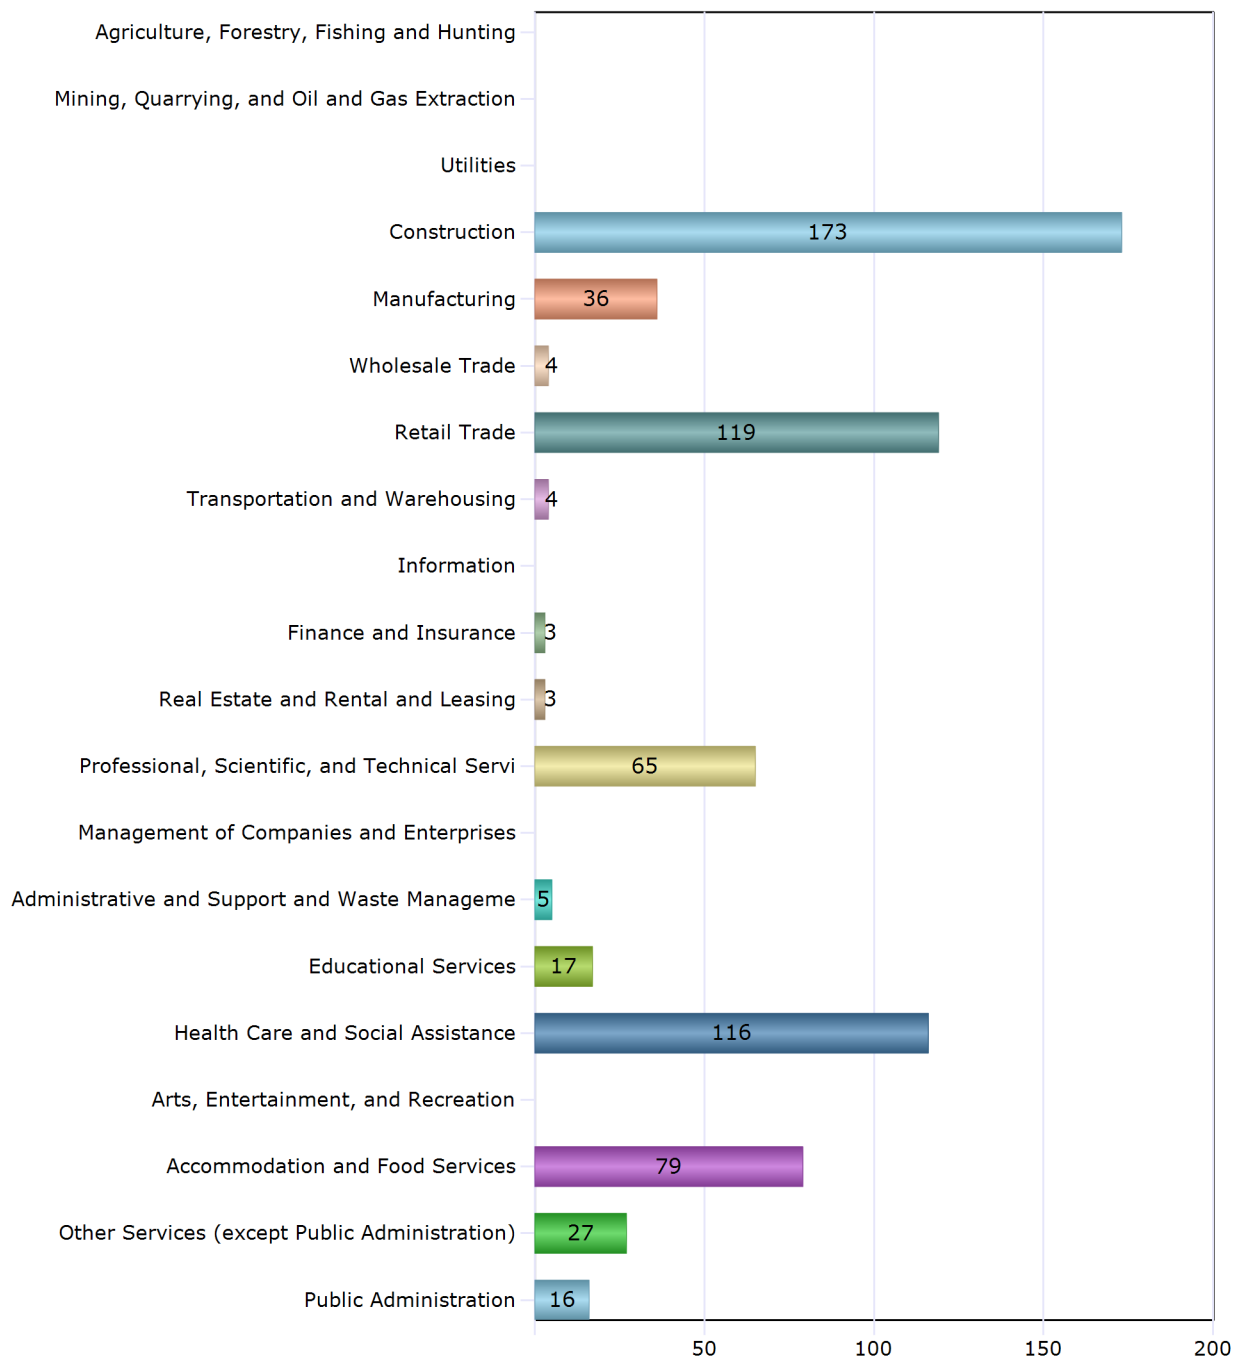 Agriculture, Forestry, Fishing and Hunting
Mining, Quarrying, and Oil and Gas Extraction
Utilities
Construction 173
Manufacturing 36
Wholesale Trade 4
Retail Trade 119
Transportation and Warehousing 4
Information
Finance and Insurance 3
Real Estate and Rental and Leasing 3
Professional, Scientific, and Technical Servi 65
Management of Companies and Enterprises
Administrative and Support and Waste Manageme 5
Educational Services 17
Health Care and Social Assistance 116
Arts, Entertainment, and Recreation
Accommodation and Food Services 79
Other Services (except Public Administration) 27
Public Administration 16
50 100 150 200